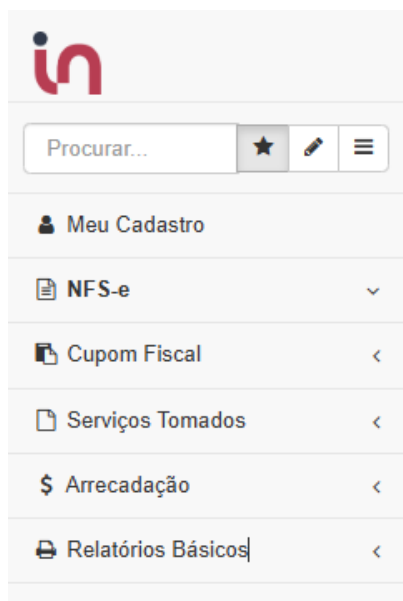 in
Procurar...
Meu Cadastro
NFS-e
Cupom Fiscal
Serviços Tomados
$ Arrecadação
Relatórios Básicos